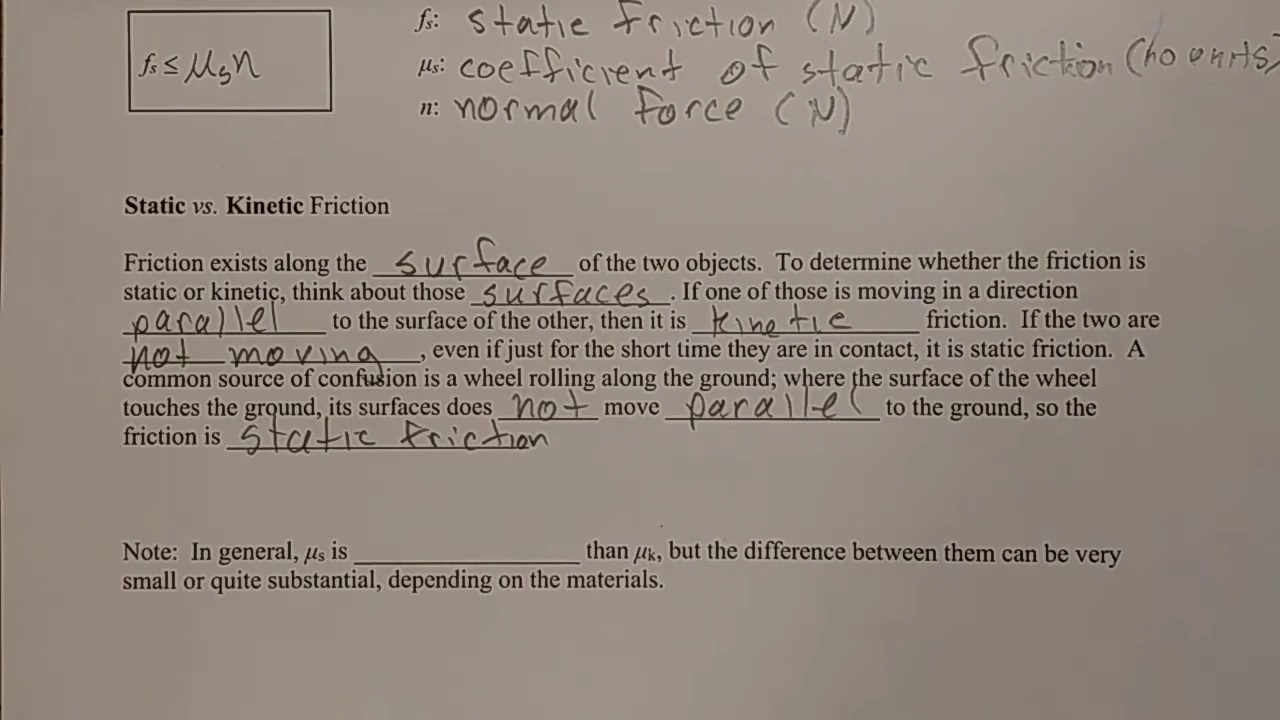 fs: static friction (N)
fs ≤ μsn
μs: coefficient of static friction (no units)
n: normal force (N)
Static vs. Kinetic Friction
Friction exists along the surface of the two objects. To determine whether the friction is
static or kinetic, think about those surfaces. If one of those is moving in a direction
parallel to the surface of the other, then it is kinetic friction. If the two are
not moving, even if just for the short time they are in contact, it is static friction. A
common source of confusion is a wheel rolling along the ground; where the surface of the wheel
touches the ground, its surfaces does not move parallel to the ground, so the
friction is static friction
Note: In general, μs is ____________________ than μk, but the difference between them can be very
small or quite substantial, depending on the materials.